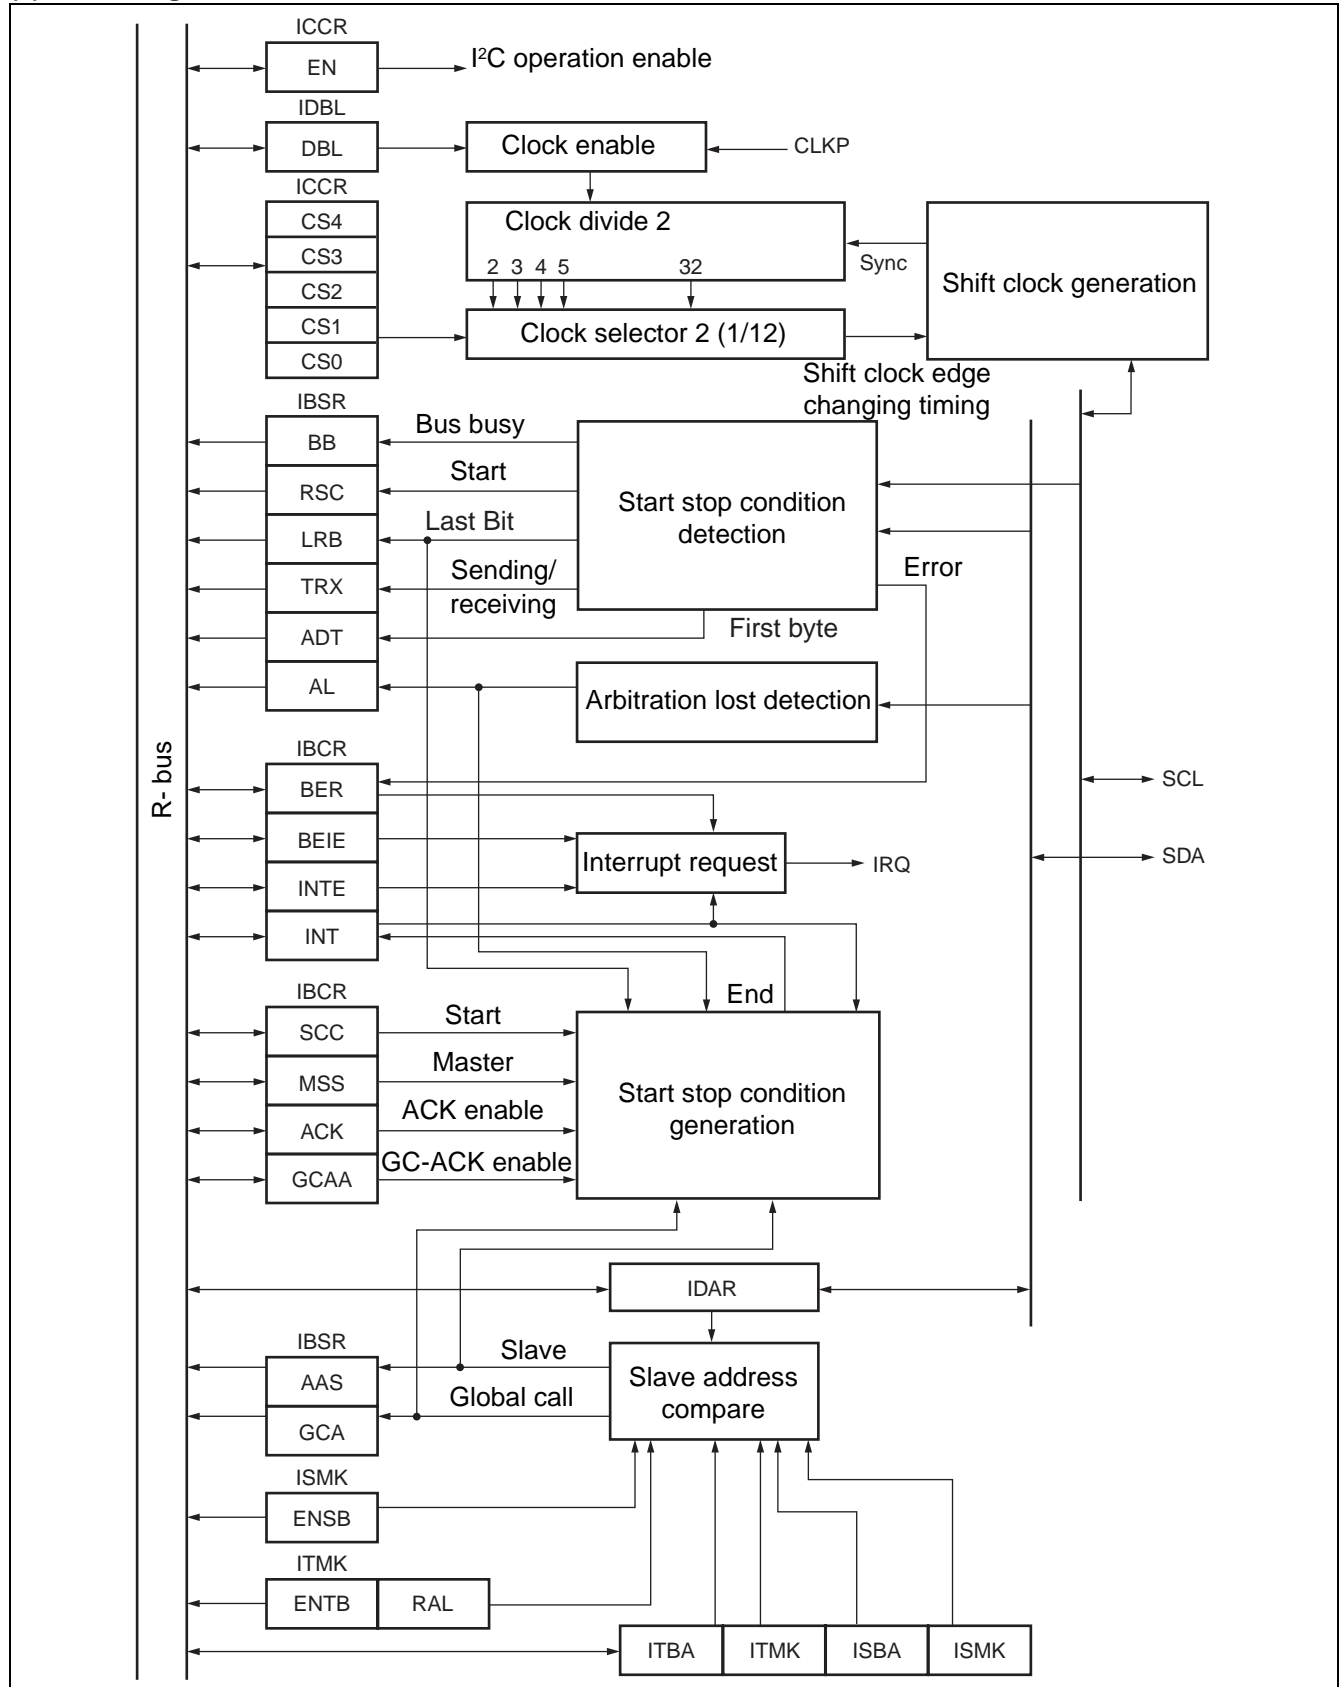 ICCR
EN
I²C operation enable
IDBL
DBL
Clock enable
CLKP
ICCR
CS4
CS3
CS2
CS1
CS0
Clock divide 2
2 3 4 5 32
Sync
Shift clock generation
Clock selector 2 (1/12)
Shift clock edge
changing timing
IBSR
BB
RSC
LRB
TRX
ADT
AL
Bus busy
Start
Last Bit
Sending/
receiving
Start stop condition
detection
Error
First byte
Arbitration lost detection
R- bus
IBCR
BER
BEIE
INTE
INT
Interrupt request
IRQ
SCL
SDA
End
IBCR
SCC
MSS
ACK
GCAA
Start
Master
ACK enable
GC-ACK enable
Start stop condition
generation
IDAR
IBSR
AAS
GCA
Slave
Global call
Slave address
compare
ISMK
ENSB
ITMK
ENTB RAL
ITBA ITMK ISBA ISMK